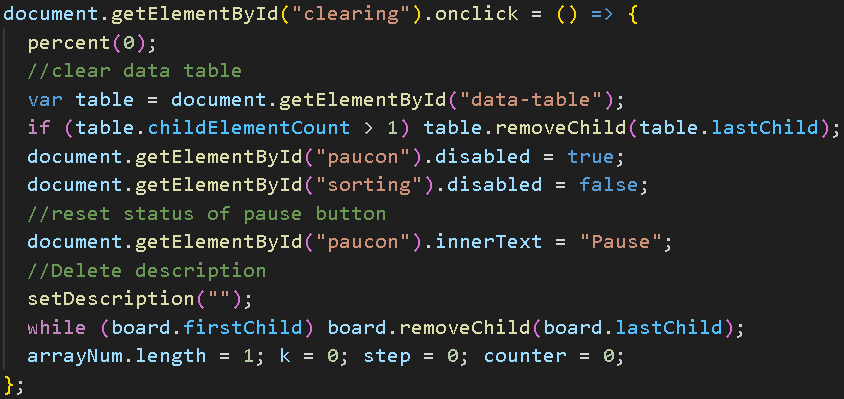 document.getElementById("clearing").onclick = () => {
  percent(0);
  //clear data table
  var table = document.getElementById("data-table");
  if (table.childElementCount > 1) table.removeChild(table.lastChild);
  document.getElementById("paucon").disabled = true;
  document.getElementById("sorting").disabled = false;
  //reset status of pause button
  document.getElementById("paucon").innerText = "Pause";
  //Delete description
  setDescription("");
  while (board.firstChild) board.removeChild(board.lastChild);
  arrayNum.length = 1; k = 0; step = 0; counter = 0;
};